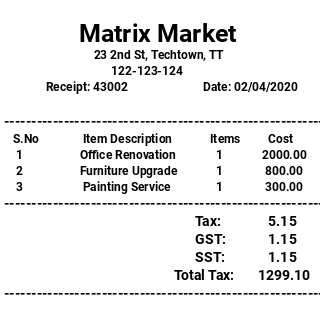 Matrix Market
23 2nd St, Techtown, TT
122-123-124
Receipt: 43002 Date: 02/04/2020
S.No Item Description Items Cost
1 Office Renovation 1 2000.00
2 Furniture Upgrade 1 800.00
3 Painting Service 1 300.00
Tax: 5.15
GST: 1.15
SST: 1.15
Total Tax: 1299.10